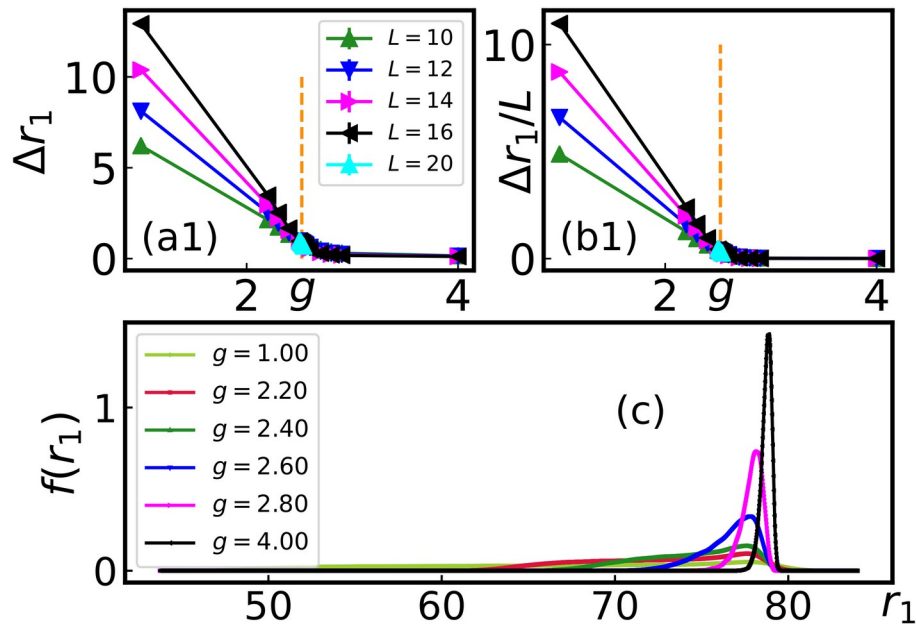 Δr₁
10
5
0
2
g
4
(a1)
L = 10
L = 12
L = 14
L = 16
L = 20
Δr₁/L
10
0
2
g
4
(b1)
f(r₁)
1
0
g = 1.00
g = 2.20
g = 2.40
g = 2.60
g = 2.80
g = 4.00
(c)
50
60
70
80
r₁